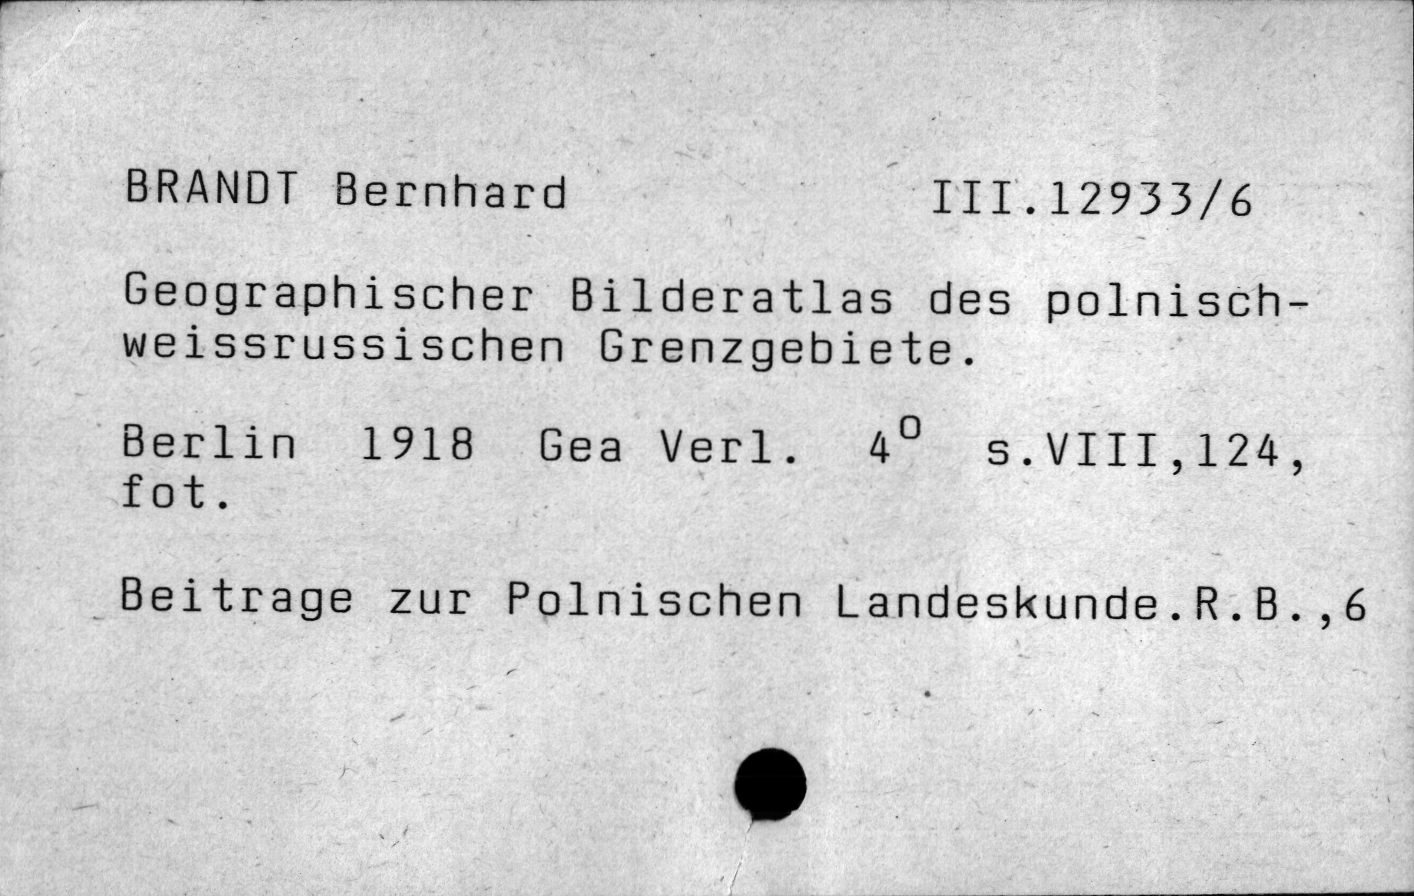 BRANDT Bernhard III.12933/6
Geographischer Bilderatlas des polnisch-
weissrussischen Grenzgebiete.
Berlin 1918 Gea Verl. 4º s.VIII,124,
fot.
Beitrage zur Polnischen Landeskunde.R.B.,6